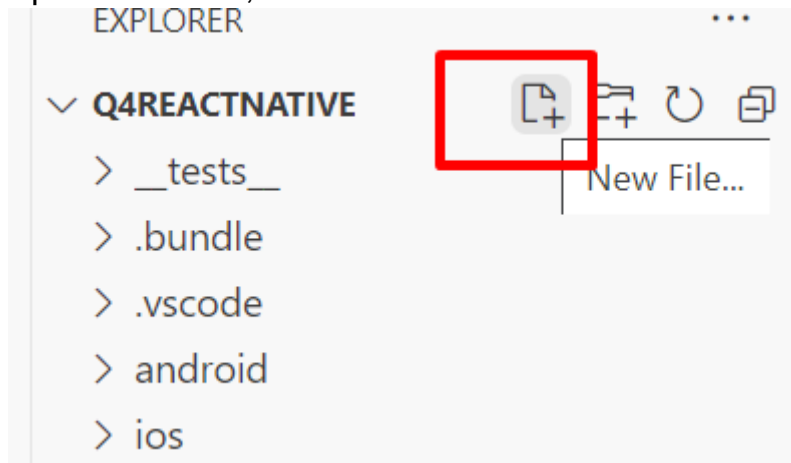 EXPLORER
Q4REACTNATIVE
__tests__
New File...
.bundle
.vscode
android
ios